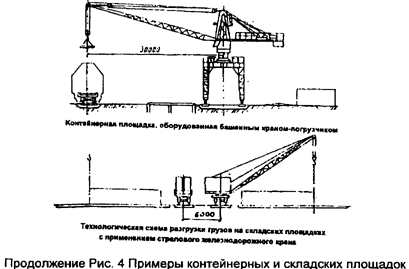 30000
Контейнерная площадка, оборудованная башенным краном-погрузчиком
6000
Технологическая схема разгрузки грузов на складских площадках
с применением стрелового железнодорожного крана
Продолжение Рис. 4 Примеры контейнерных и складских площадок